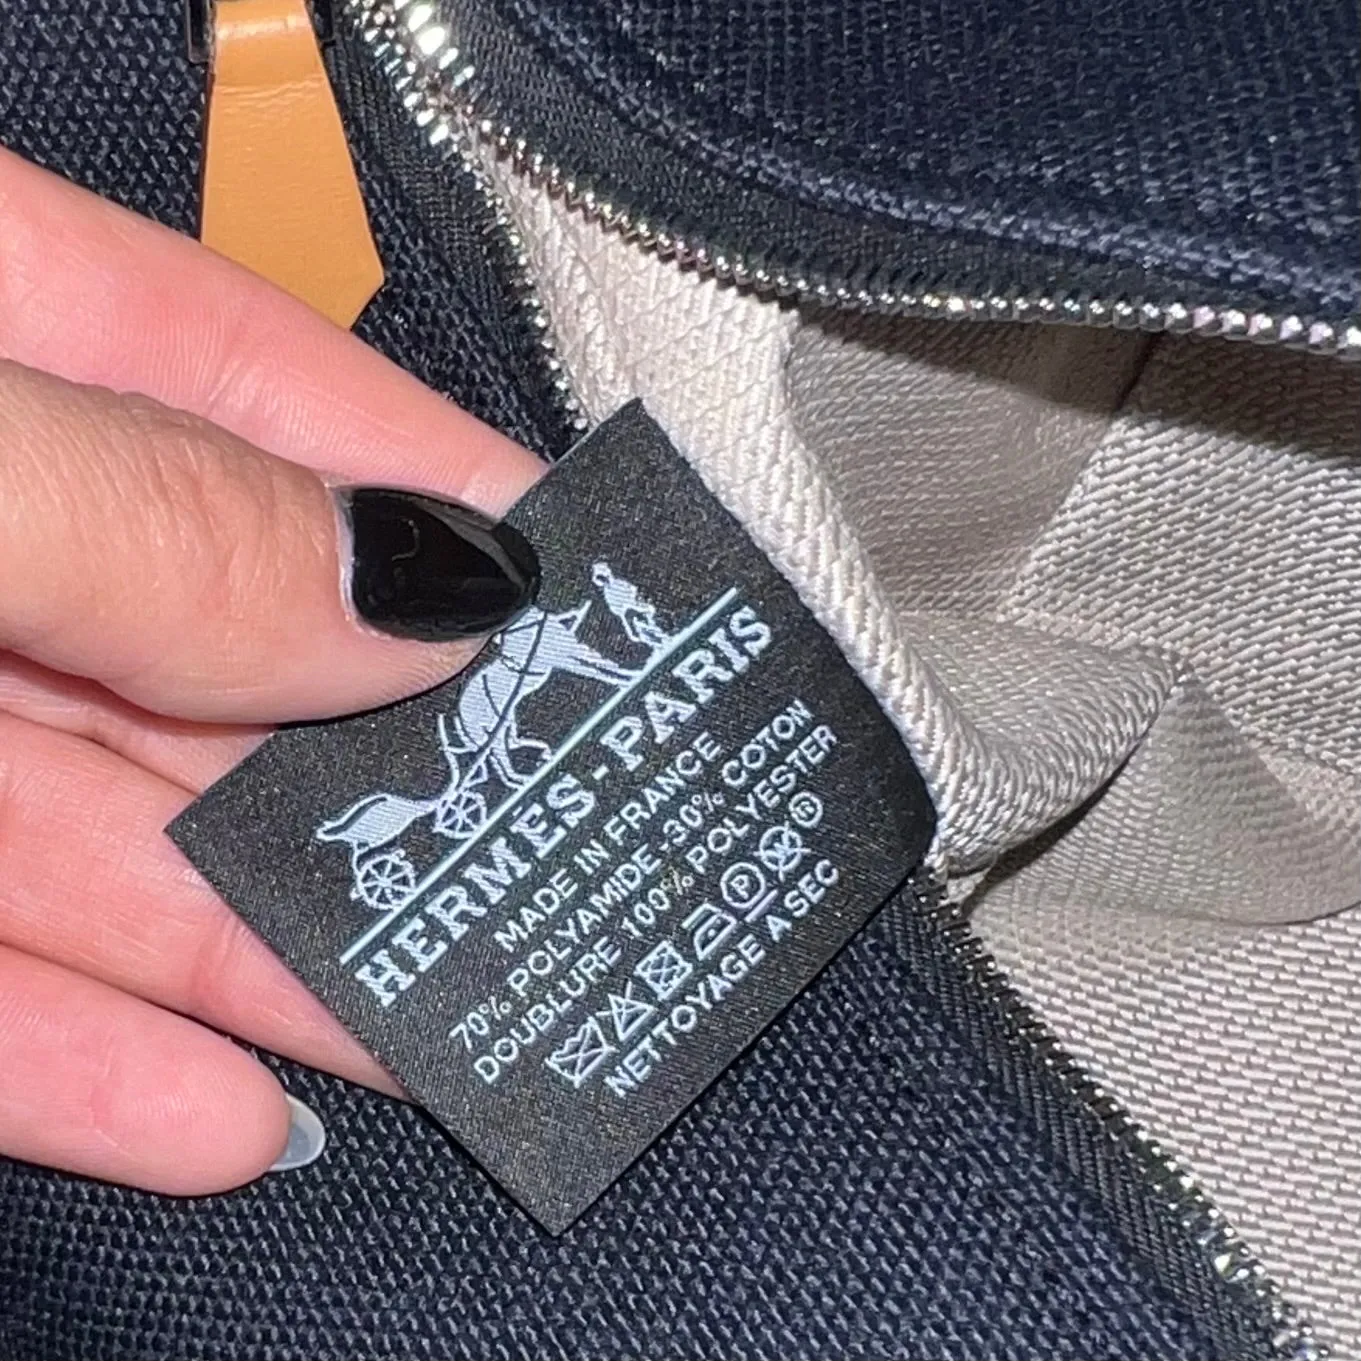 HERMES-PARIS
MADE IN FRANCE
70% POLYAMIDE-30% COTON
DOUBLURE 100% POLYESTER
P
NETTOYAGE A SEC